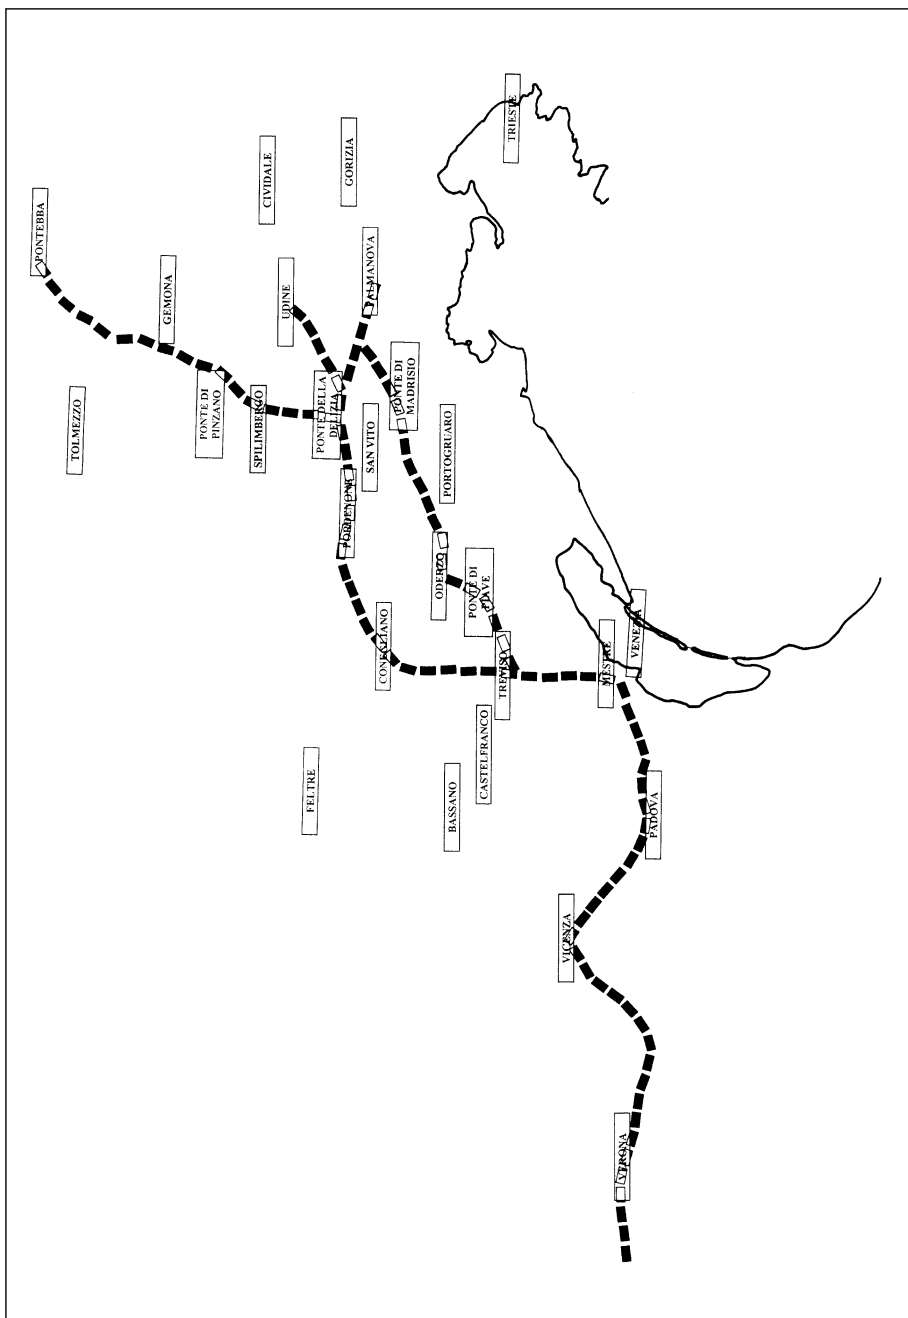 PONTEBBA
TOLMEZZO
GEMONA
PONTE DI
PINZANO
SPILIMBERGO
CIVIDALE
UDINE
GORIZIA
PONTE DELLA
DELIZIA
PALMANOVA
PORDENONE
SAN VITO
PONTE DI
MADRISIO
TRIESTE
PORTOGRUARO
ODERZO
PONTE DI
PIAVE
CONEGLIANO
TREVISO
FELTRE
BASSANO
CASTELFRANCO
MESTRE
VENEZIA
PADOVA
VICENZA
VERONA